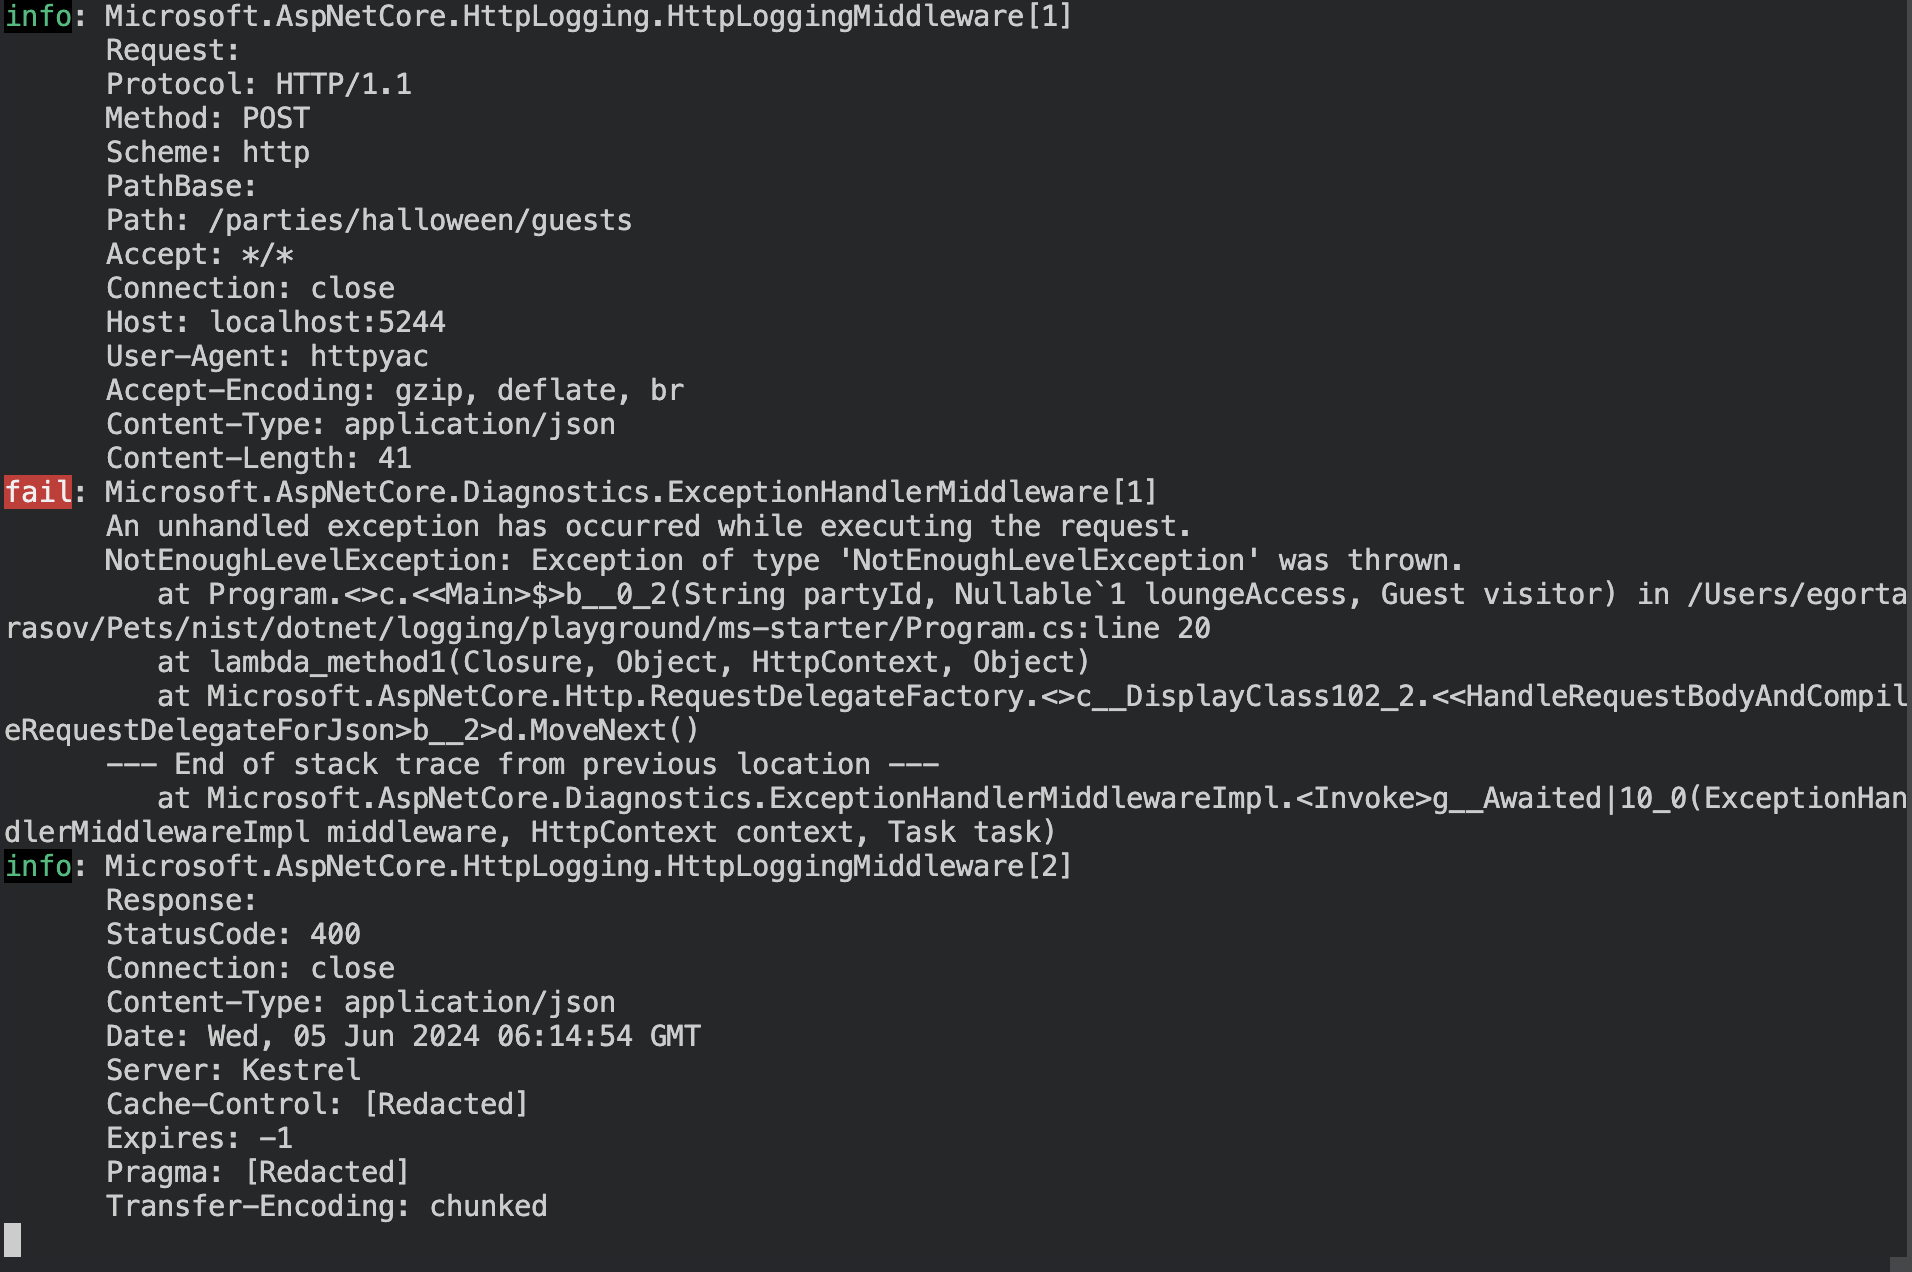 info: Microsoft.AspNetCore.HttpLogging.HttpLoggingMiddleware[1]
      Request:
      Protocol: HTTP/1.1
      Method: POST
      Scheme: http
      PathBase:
      Path: /parties/halloween/guests
      Accept: */*
      Connection: close
      Host: localhost:5244
      User-Agent: httpyac
      Accept-Encoding: gzip, deflate, br
      Content-Type: application/json
      Content-Length: 41
fail: Microsoft.AspNetCore.Diagnostics.ExceptionHandlerMiddleware[1]
      An unhandled exception has occurred while executing the request.
      NotEnoughLevelException: Exception of type 'NotEnoughLevelException' was thrown.
         at Program.<>c.<<Main>$>b__0_2(String partyId, Nullable`1 loungeAccess, Guest visitor) in /Users/egorta
rasov/Pets/nist/dotnet/logging/playground/ms-starter/Program.cs:line 20
         at lambda_method1(Closure, Object, HttpContext, Object)
         at Microsoft.AspNetCore.Http.RequestDelegateFactory.<>c__DisplayClass102_2.<<HandleRequestBodyAndCompil
eRequestDelegateForJson>b__2>d.MoveNext()
      --- End of stack trace from previous location ---
         at Microsoft.AspNetCore.Diagnostics.ExceptionHandlerMiddlewareImpl.<Invoke>g__Awaited|10_0(ExceptionHan
dlerMiddlewareImpl middleware, HttpContext context, Task task)
info: Microsoft.AspNetCore.HttpLogging.HttpLoggingMiddleware[2]
      Response:
      StatusCode: 400
      Connection: close
      Content-Type: application/json
      Date: Wed, 05 Jun 2024 06:14:54 GMT
      Server: Kestrel
      Cache-Control: [Redacted]
      Expires: -1
      Pragma: [Redacted]
      Transfer-Encoding: chunked